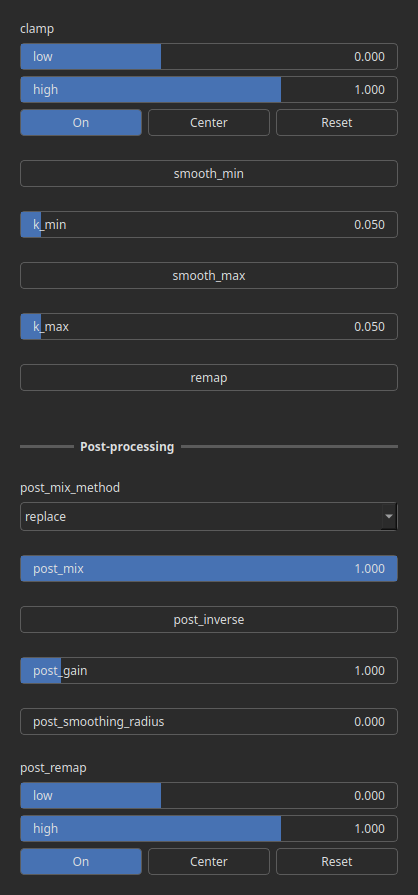 clamp
low 0.000
high 1.000
On Center Reset
smooth_min
k_min 0.050
smooth_max
k_max 0.050
remap
Post-processing
post_mix_method
replace
post_mix 1.000
post_inverse
post_gain 1.000
post_smoothing_radius 0.000
post_remap
low 0.000
high 1.000
On Center Reset